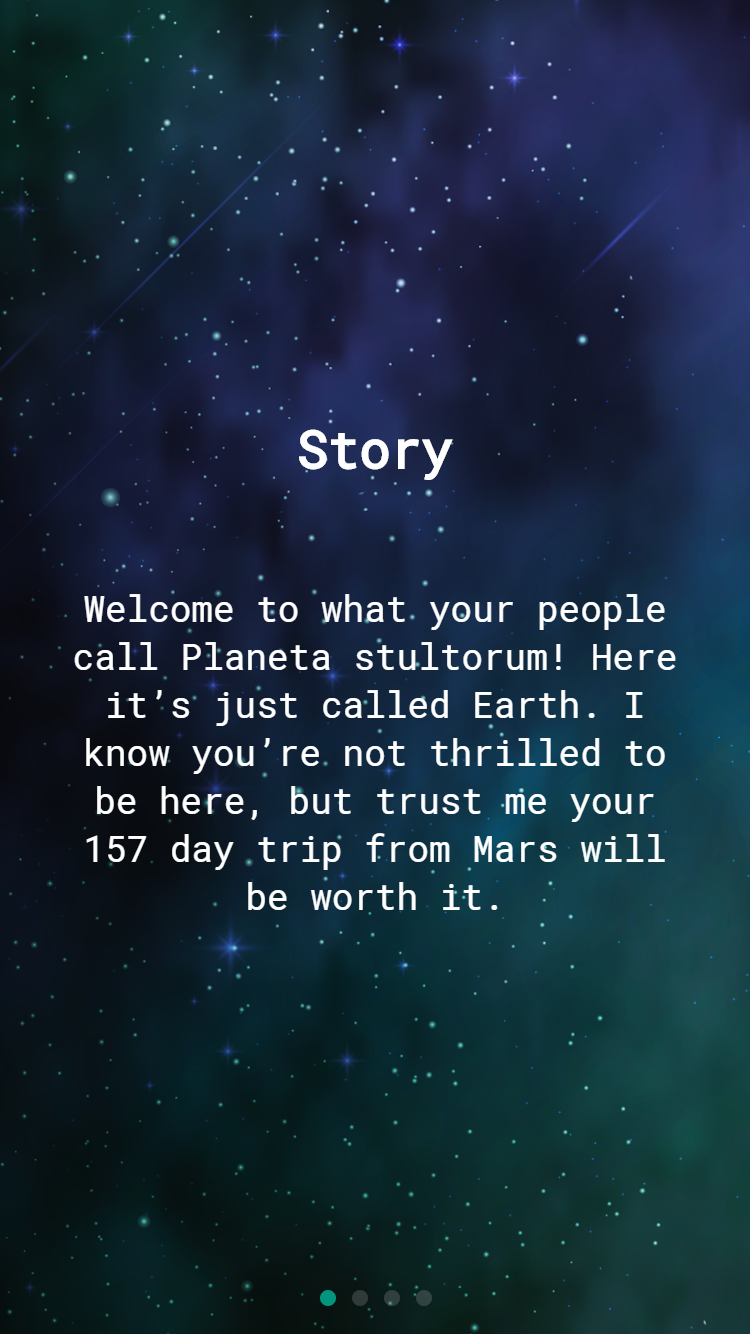 Story
Welcome to what your people
call Planeta stultorum! Here
it’s just called Earth. I
know you’re not thrilled to
be here, but trust me your
157 day trip from Mars will
be worth it.